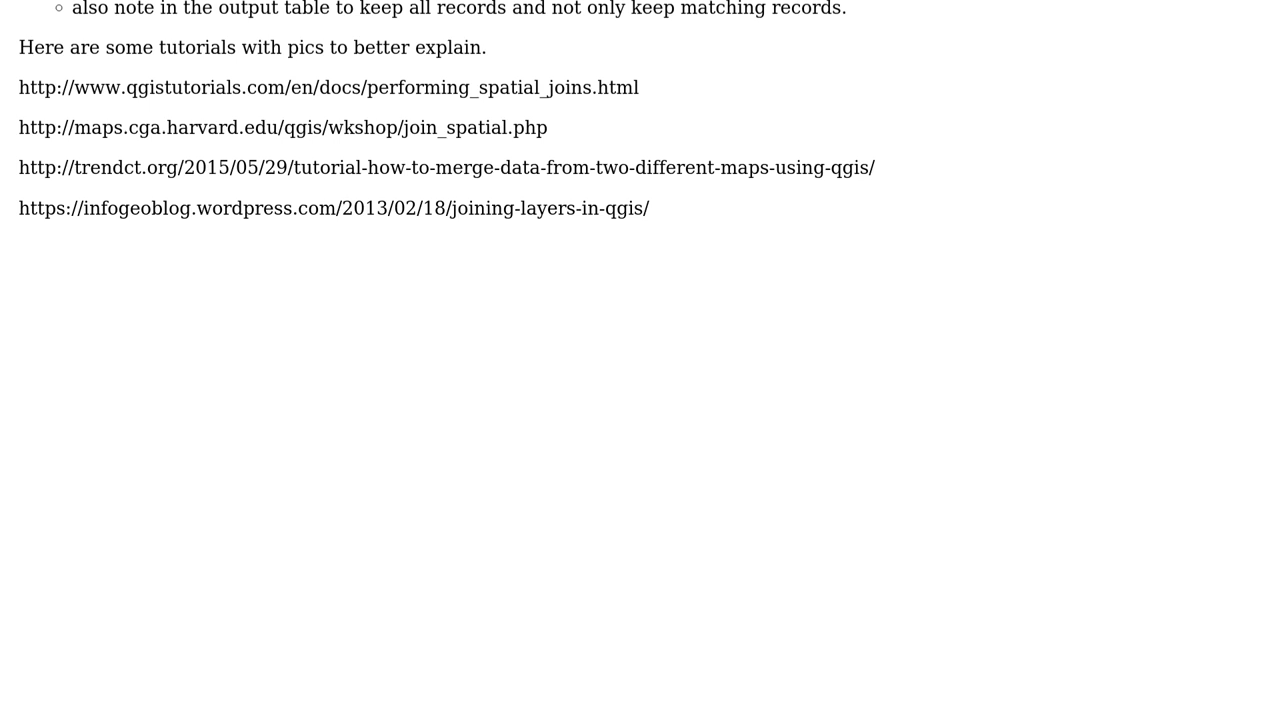 ◦ also note in the output table to keep all records and not only keep matching records.
Here are some tutorials with pics to better explain.
http://www.qgistutorials.com/en/docs/performing_spatial_joins.html
http://maps.cga.harvard.edu/qgis/wkshop/join_spatial.php
http://trendct.org/2015/05/29/tutorial-how-to-merge-data-from-two-different-maps-using-qgis/
https://infogeoblog.wordpress.com/2013/02/18/joining-layers-in-qgis/